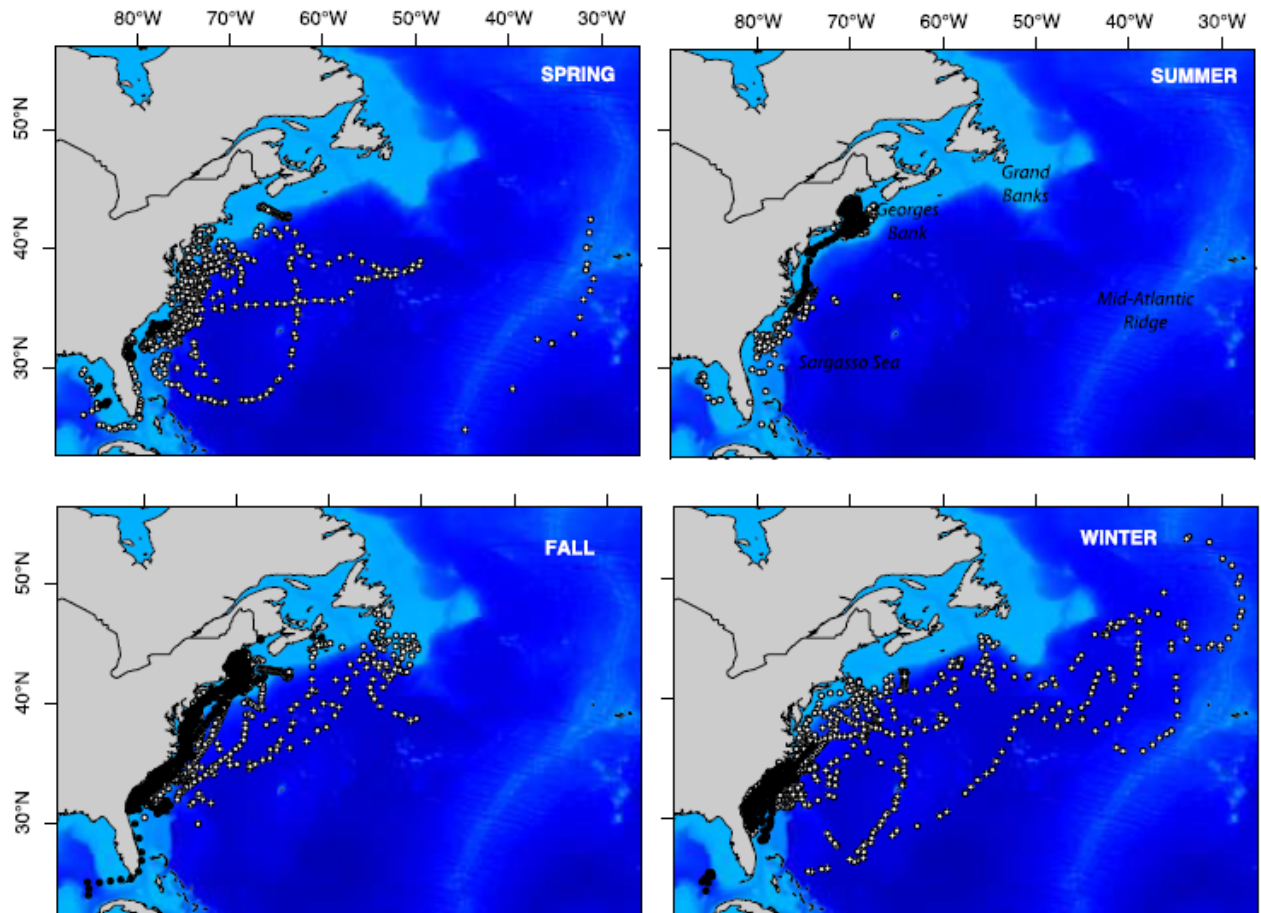 80°W 70°W 60°W 50°W 40°W 30°W 80°W 70°W 60°W 50°W 40°W 30°W
SPRING SUMMER
50°N
Grand
Banks
Georges
Bank
40°N
Mid-Atlantic
Ridge
30°N
Sargasso Sea
FALL WINTER
50°N
40°N
30°N